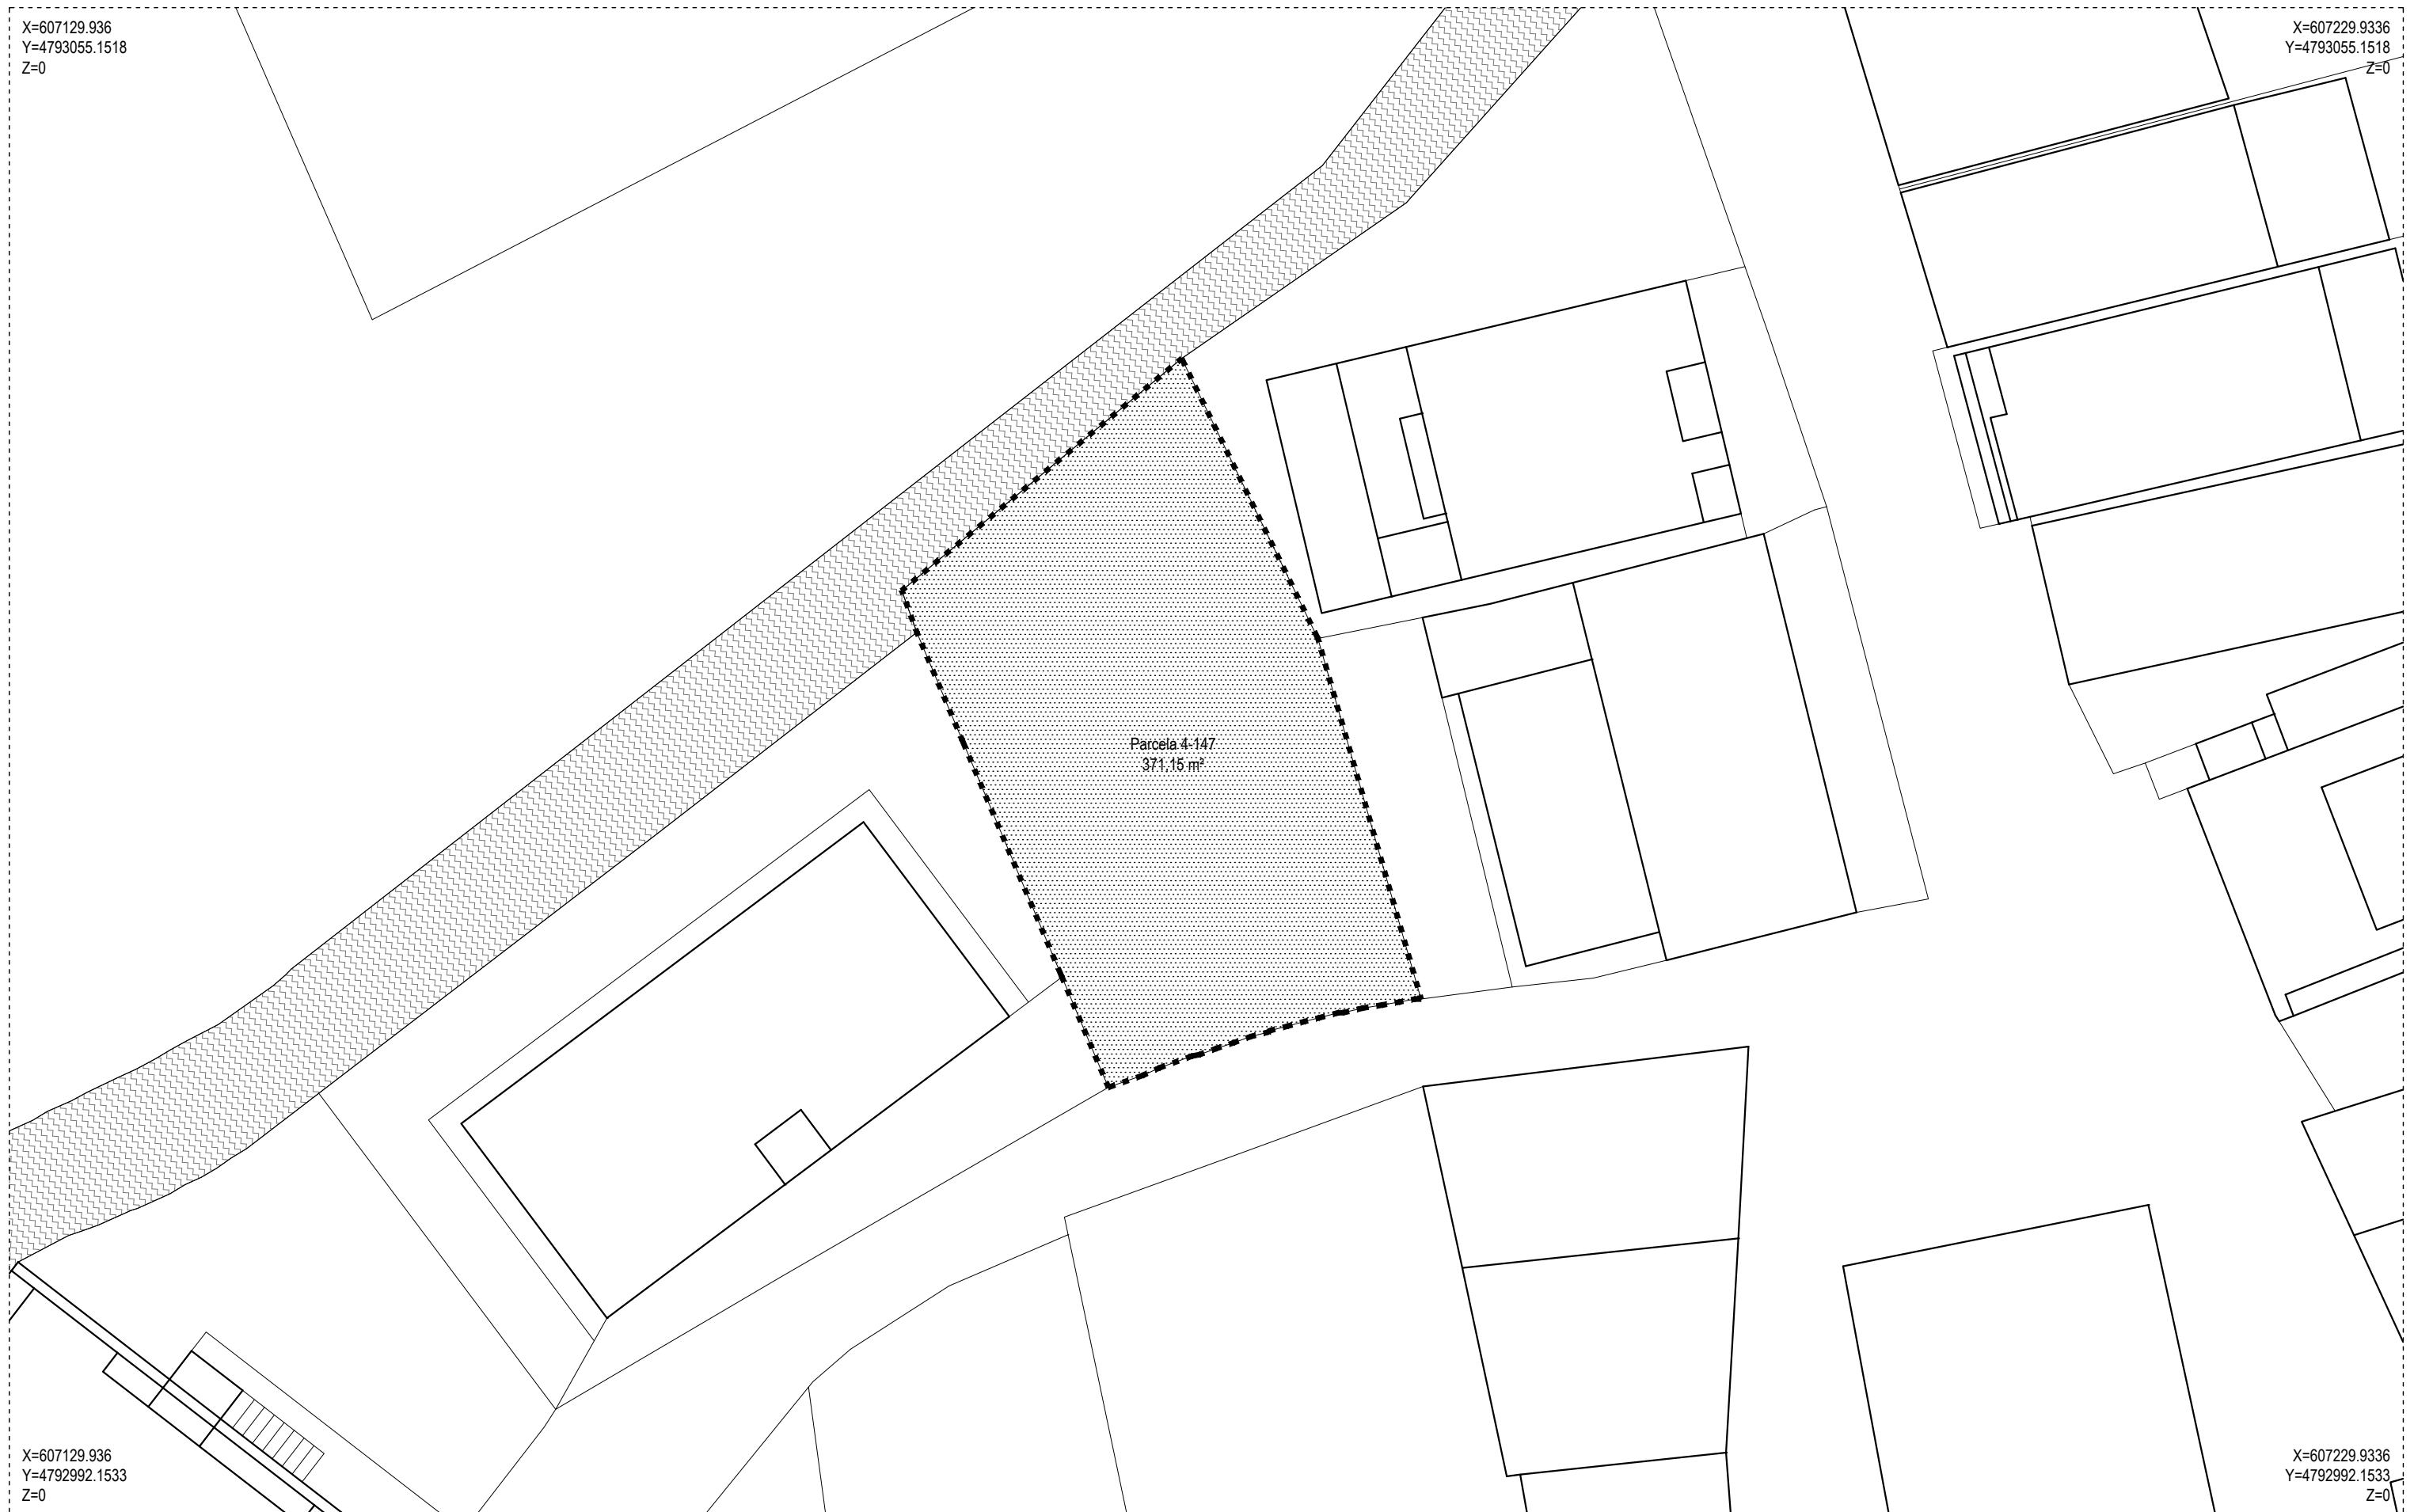 X=607129.936
Y=4793055.1518
Z=0
X=607229.9336
Y=4793055.1518
Z=0
Parcela 4-147
371,15 m²
X=607129.936
Y=4792992.1533
Z=0
X=607229.9336
Y=4792992.1533
Z=0